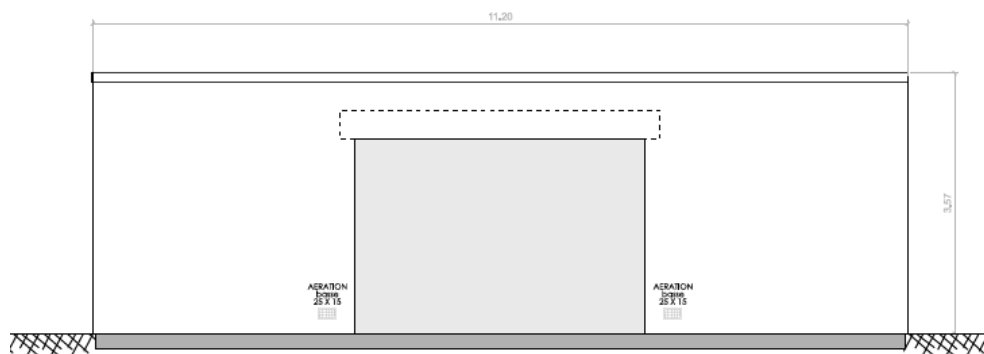 11.20
3.57
AERATION
basse
25 X 15
AERATION
basse
25 X 15